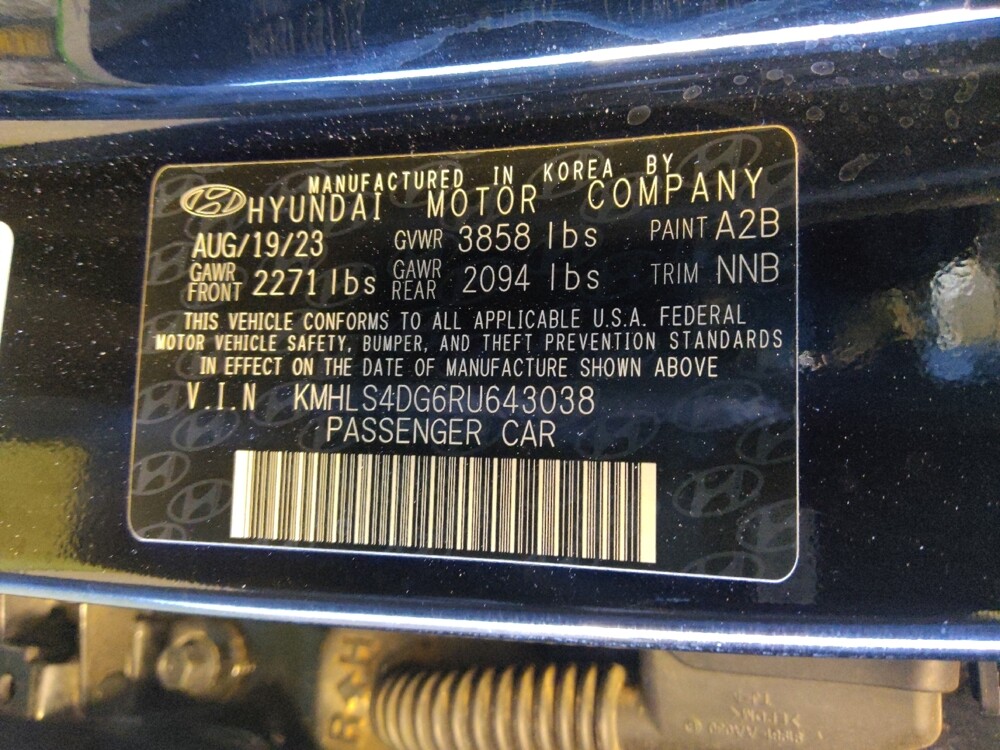 MANUFACTURED IN KOREA BY
HYUNDAI MOTOR COMPANY
AUG/19/23 GVWR 3858 lbs PAINT A2B
GAWR FRONT 2271 lbs GAWR REAR 2094 lbs TRIM NNB
THIS VEHICLE CONFORMS TO ALL APPLICABLE U.S.A. FEDERAL
MOTOR VEHICLE SAFETY, BUMPER, AND THEFT PREVENTION STANDARDS
IN EFFECT ON THE DATE OF MANUFACTURE SHOWN ABOVE
V.I.N KMHLS4DG6RU643038
PASSENGER CAR